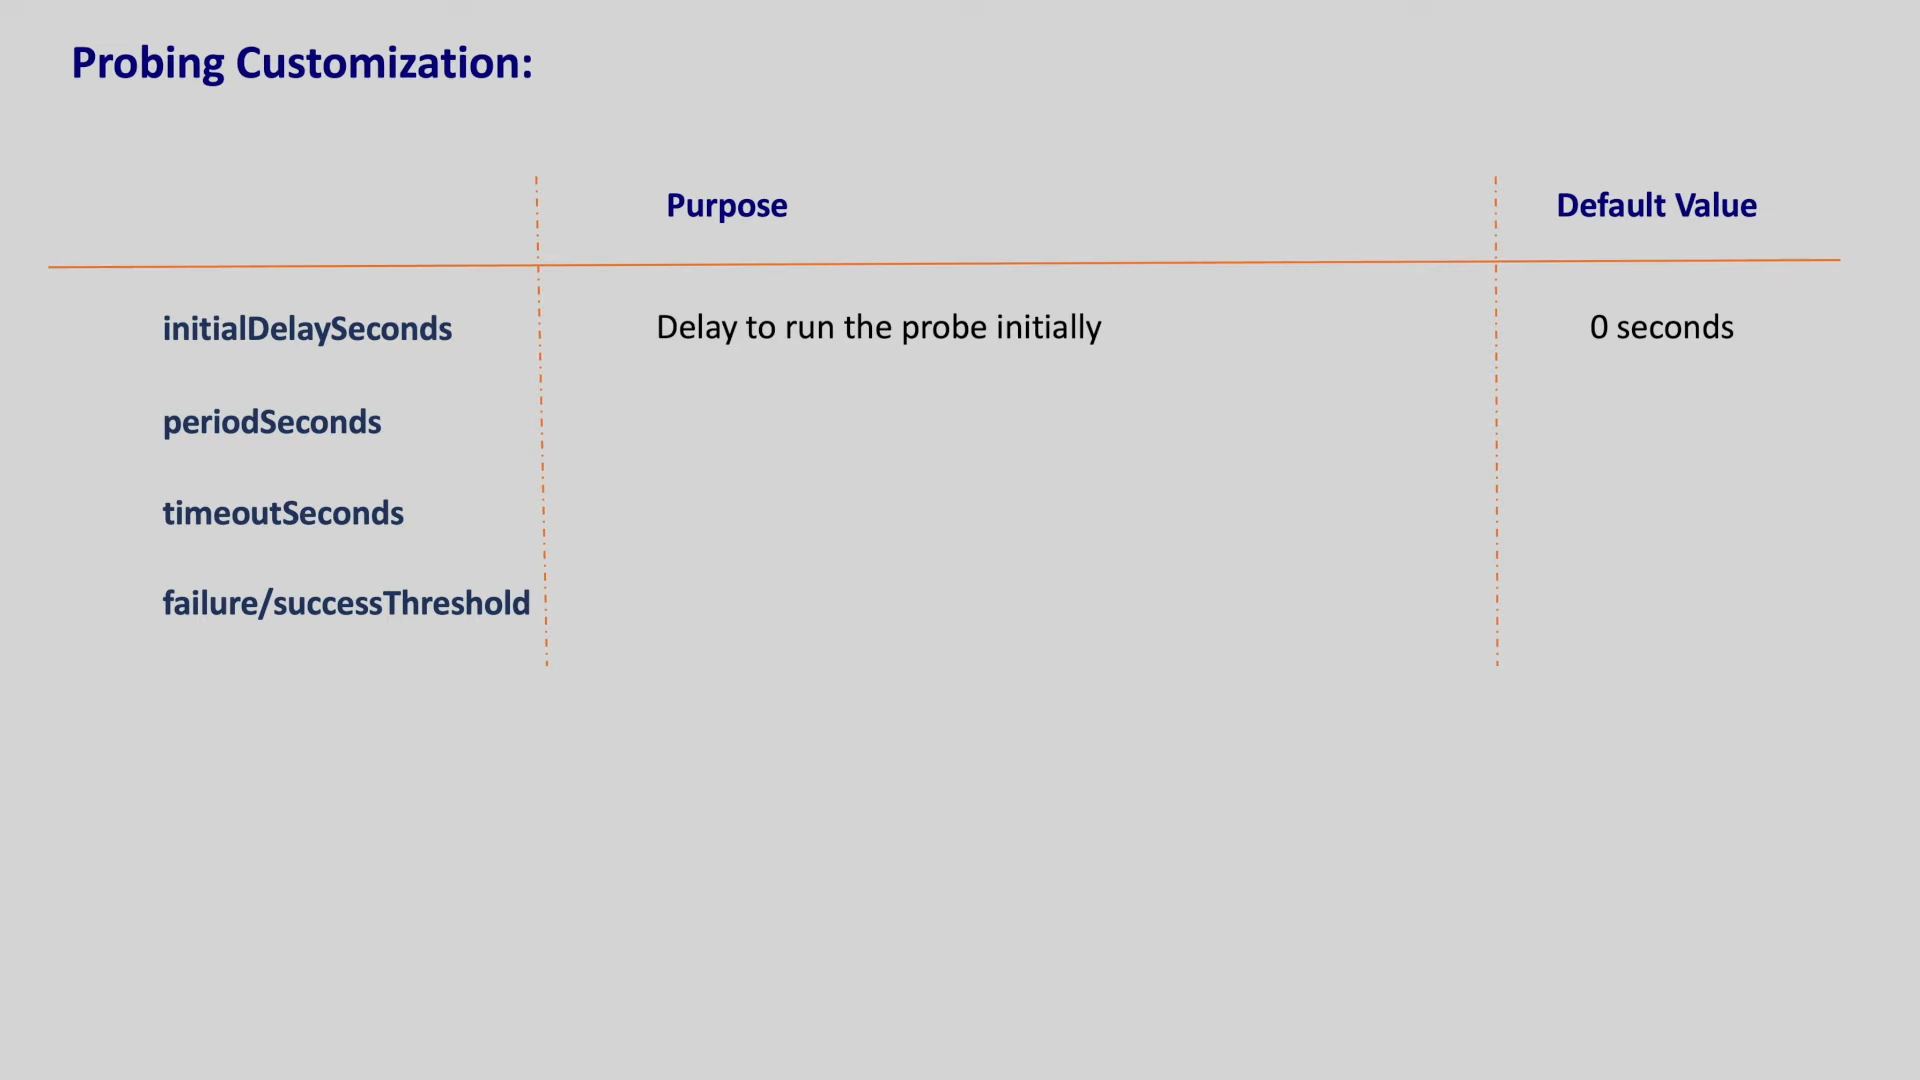 Probing Customization:
Purpose
Default Value
initialDelaySeconds
Delay to run the probe initially
0 seconds
periodSeconds
timeoutSeconds
failure/successThreshold